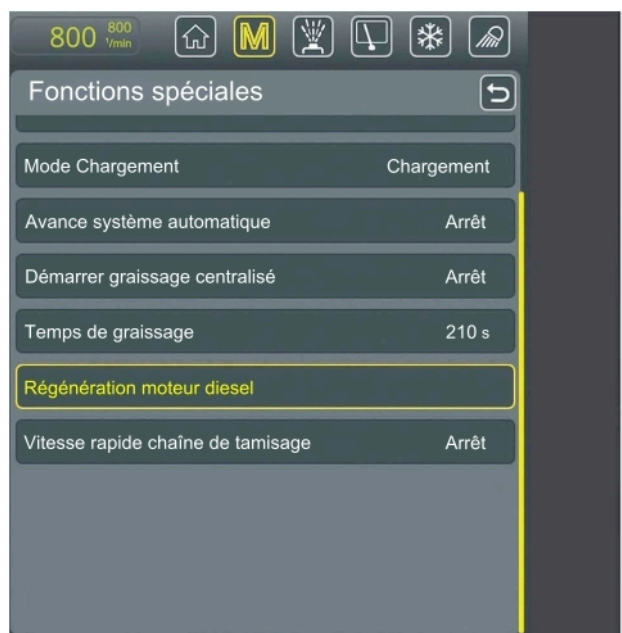 800 800 1/min M
Fonctions spéciales
Mode Chargement Chargement
Avance système automatique Arrêt
Démarrer graissage centralisé Arrêt
Temps de graissage 210 s
Régénération moteur diesel
Vitesse rapide chaîne de tamisage Arrêt